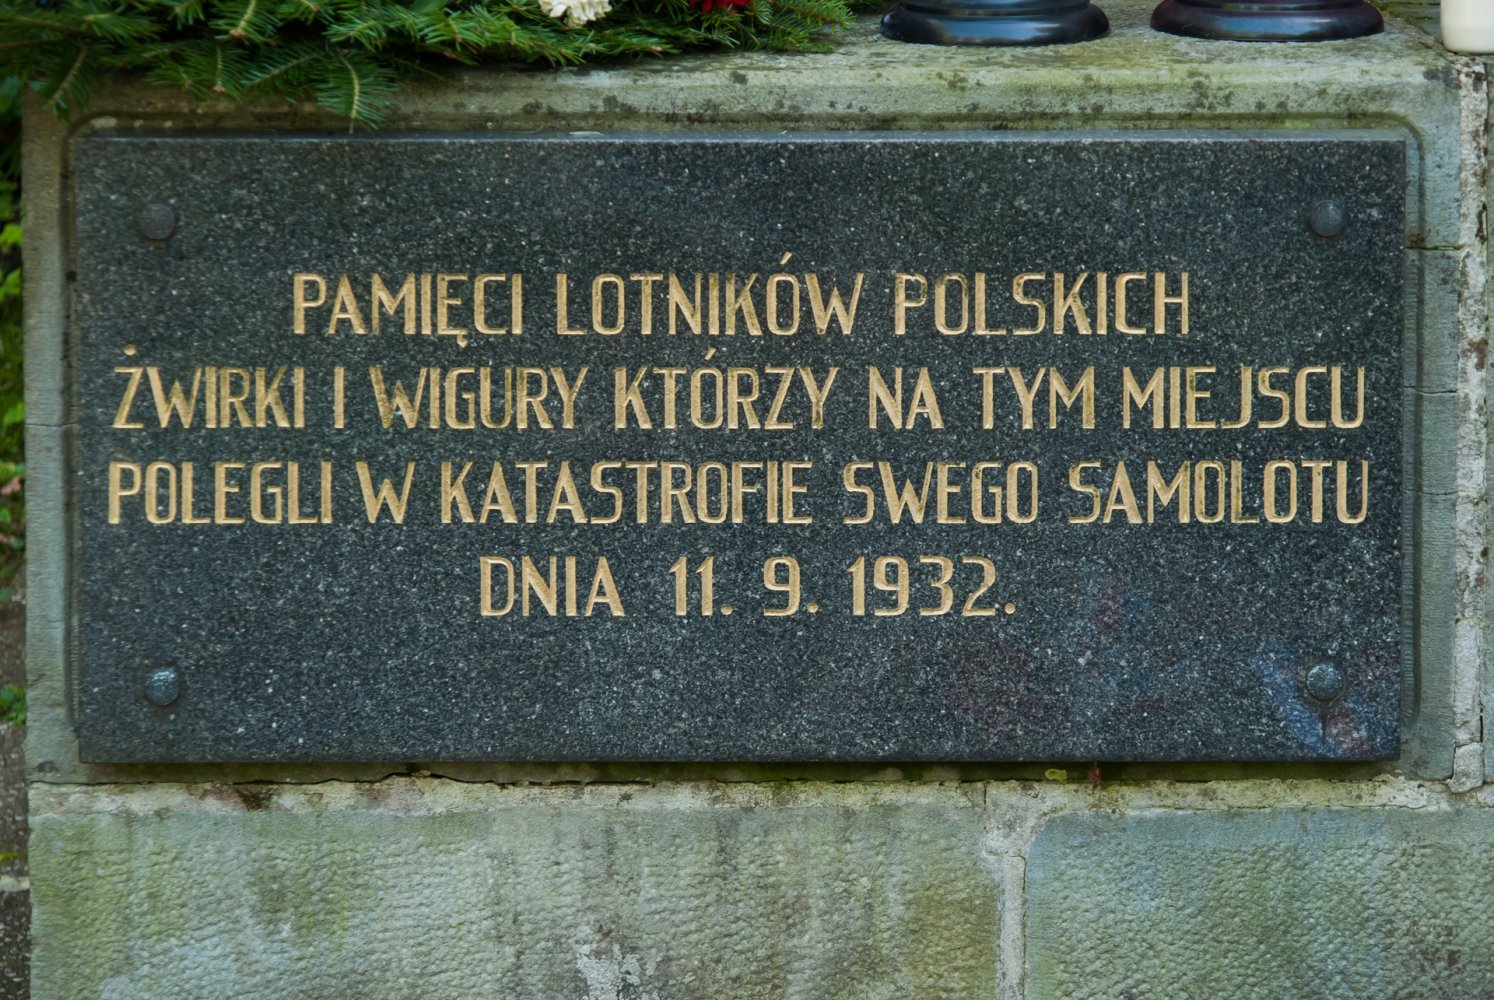 PAMIĘCI LOTNIKÓW POLSKICH
ŻWIRKI I WIGURY KTÓRZY NA TYM MIEJSCU
POLEGLI W KATASTROFIE SWEGO SAMOLOTU
DNIA 11. 9. 1932.